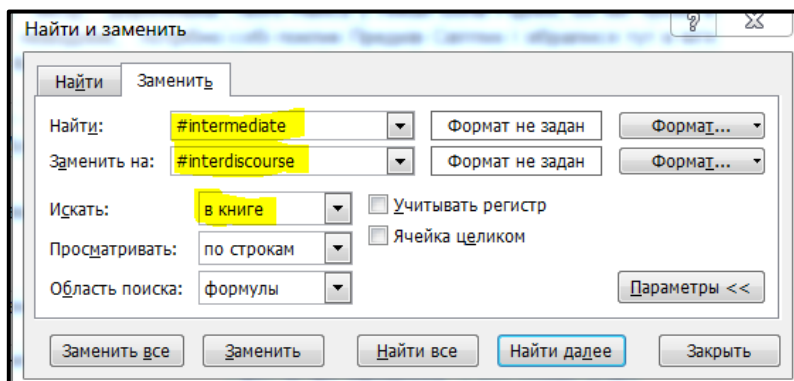 Найти и заменить
Найти Заменить
Найти: #intermediate Формат не задан Формат...
Заменить на: #interdiscourse Формат не задан Формат...
Искать: в книге Учитывать регистр
Просматривать: по строкам Ячейка целиком
Область поиска: формулы Параметры <<
Заменить все Заменить Найти все Найти далее Закрыть